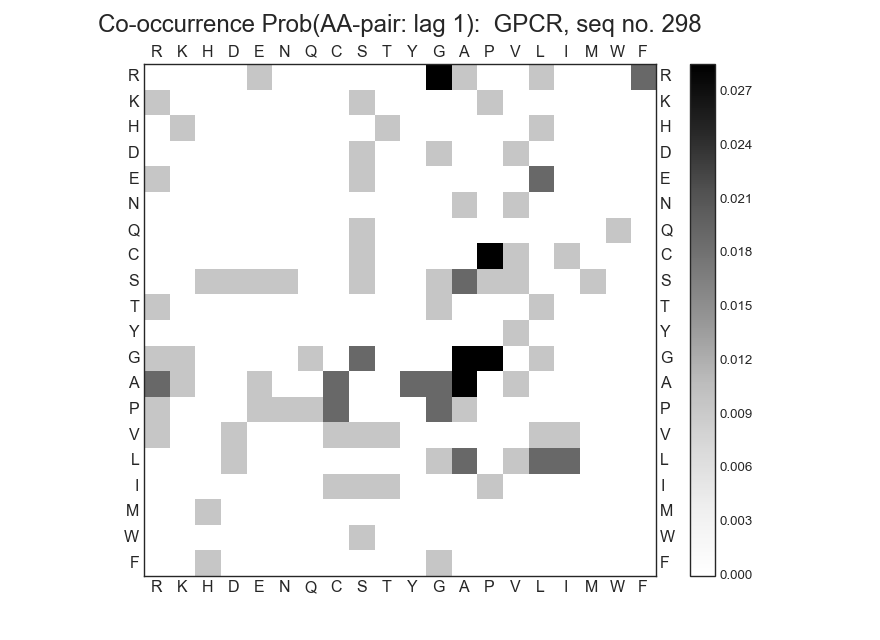 Co-occurrence Prob(AA-pair: lag 1):  GPCR, seq no. 298
R K H D E N Q C S T Y G A P V L I M W F
R R
K K
H H
D D
E E
N N
Q Q
C C
S S
T T
Y Y
G G
A A
P P
V V
L L
I I
M M
W W
F F
R K H D E N Q C S T Y G A P V L I M W F
0.027
0.024
0.021
0.018
0.015
0.012
0.009
0.006
0.003
0.000